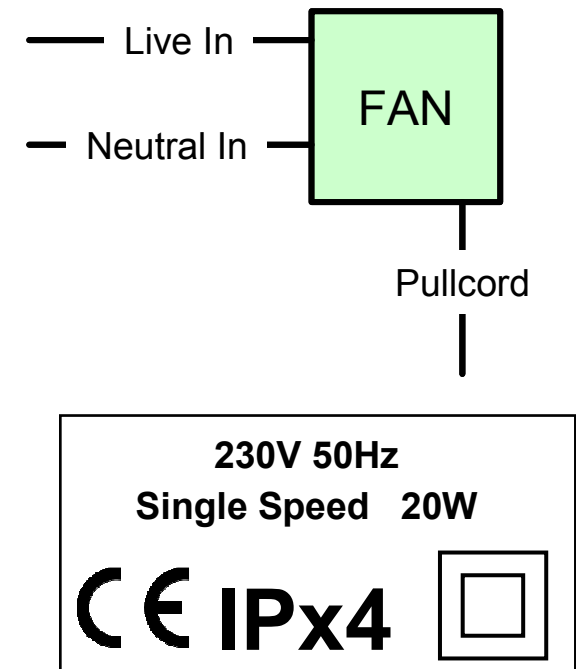 Live In
FAN
Neutral In
Pullcord
230V 50Hz
Single Speed 20W
CE IPx4